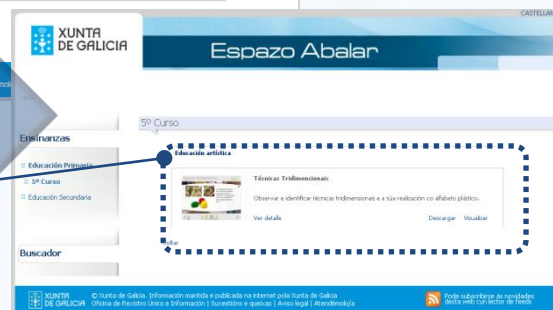 CASTELLAN
XUNTA
DE GALICIA
Espazo Abalar
5º Curso
Ensinanzas
Educación artística
Educación Primaria
5º Curso
Educación Secundaria
Técnicas Tridimensionais
Observar e identificar técnicas tridimensionais e a súa realización co alfabeto plástico.
Ver detalle
Descargar Visualizar
Buscador
XUNTA
DE GALICIA
© Xunta de Galicia. Información mantida e publicada na internet pola Xunta de Galicia
Oficina de Rexistro Único e Información | Suxestións e queixas | Aviso legal | Atendémolo/a
Pode subscribirse ás novidades
desta web cun lector de feeds